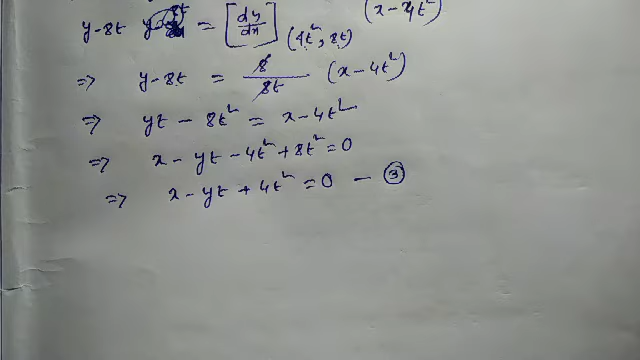 y-8t = [dy/dx](4t², 8t) (x-4t²)
=> y-8t = 8/8t (x-4t²)
=> yt - 8t² = x-4t²
=> x-yt-4t²+8t²=0
=> x-yt+4t²=0 - ③